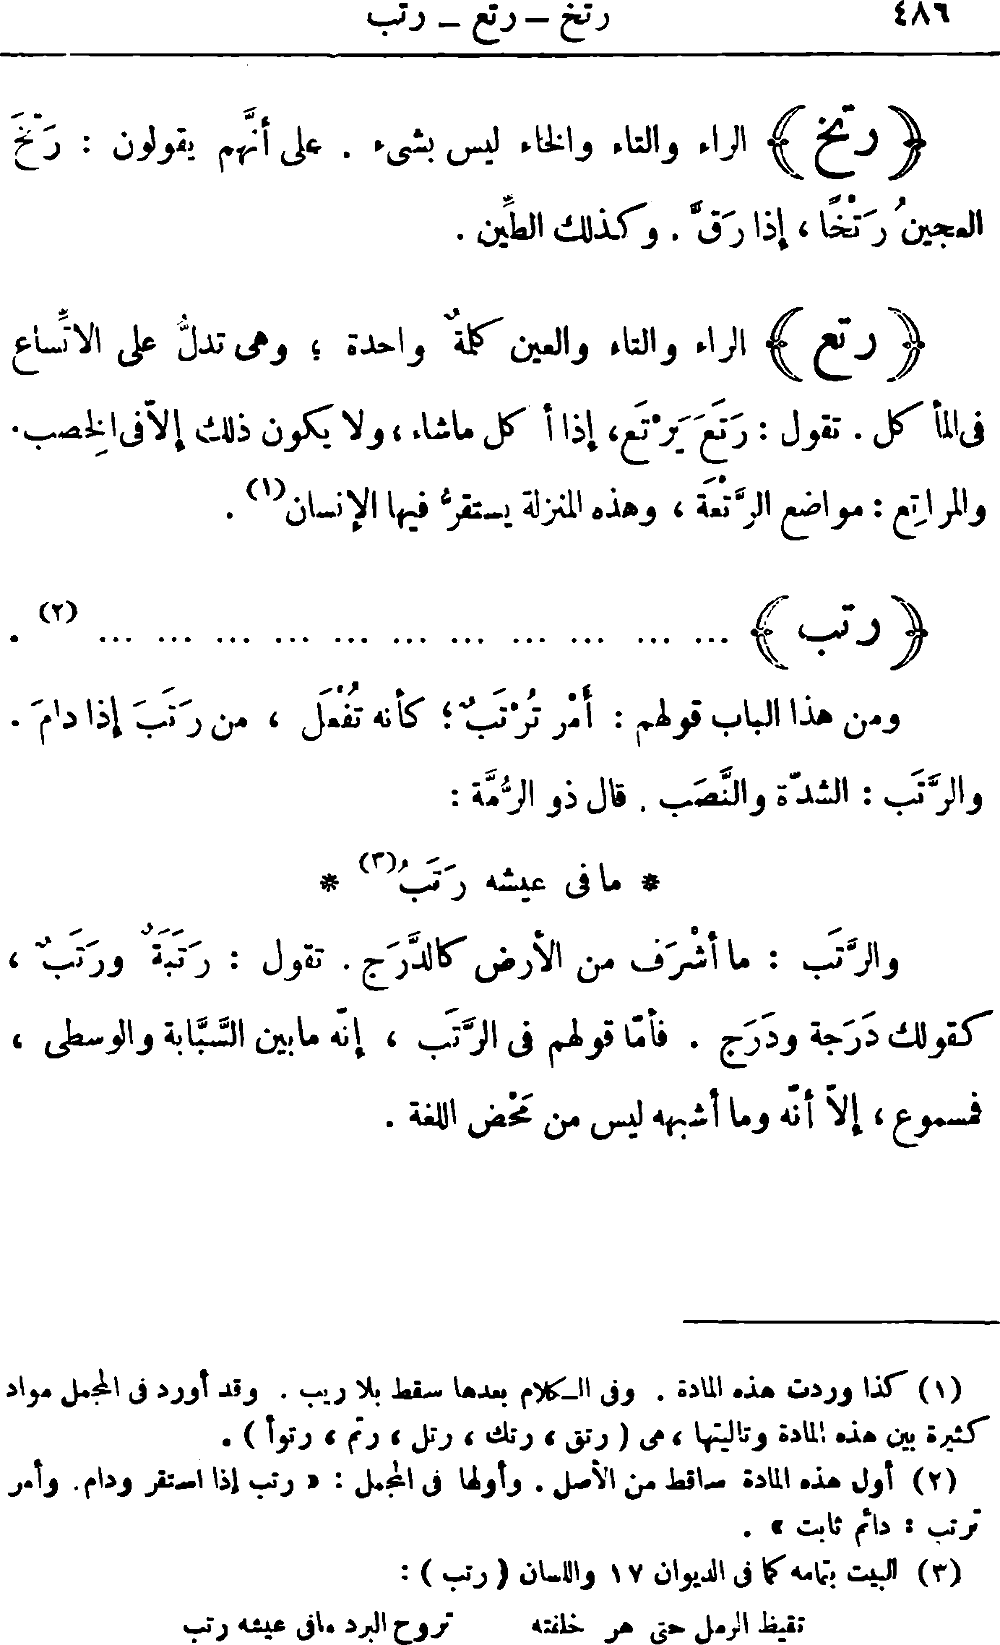 ٤٨٦ رتخ – رتع – رتب
﴿ رتخ ﴾ الراء والتاء والخاء ليس بشىء . على أنَّهم يقولون : رَتْخَ
العجينُ رَتْخًا ، إذا رَقَّ . وكذلك الطِّين .
﴿ رتع ﴾ الراء والتاء والعين كلمةٌ واحدة ؛ وهى تدلُّ على الاتِّساع
فى المأكل . تقول : رَتَعَ يَرْتَع، إذا أكل ماشاء ، ولا يكون ذلك إلاّ فى الخِصب.
والمراتِع : مواضع الرَّتْعَة ، وهذه المنزلة يستقرُّ فيها الإنسان(١) .
﴿ رتب ﴾ ... ... ... ... ... ... ... ... ... ... ... (٢) .
ومن هذا الباب قولهم : أَمْر تُرْتَبٌ ؛ كأنه تُفْعَل ، من رَتَبَ إذا دامَ .
والرَّتَب : الشدّة والنَّصَب . قال ذو الرُّمَّة :
* ما فى عيشه رَتَبُ(٣) *
والرَّتَب : ما أشْرَف من الأرض كالدَّرَج . تقول : رَتَبَةٌ ورَتَبٌ ،
كقولك دَرَجة ودَرَج . فأمّا قولهم فى الرَّتَب ، إنّه مابين السَّبَّابة والوسطى ،
فمسموع ، إلاّ أنّه وما أشبهه ليس من مَحْض اللغة .
(١) كذا وردت هذه المادة . وفى الـكلام بعدها سقط بلا ريب . وقد أورد فى المجمل مواد
كثيرة بين هذه المادة وتاليتها ، هى ( رتق ، رتك ، رتل ، رتم ، رتوأ ) .
(٢) أول هذه المادة ساقط من الأصل . وأولها فى المجمل : « رتب إذا استقر ودام . وأمر
ترتب : دائم ثابت » .
(٣) البيت بتمامه كما فى الديوان ١٧ واللسان ( رتب ) :
تقيظ الرمل حتى هر خلفته تروح البرد مافى عيشه رتب